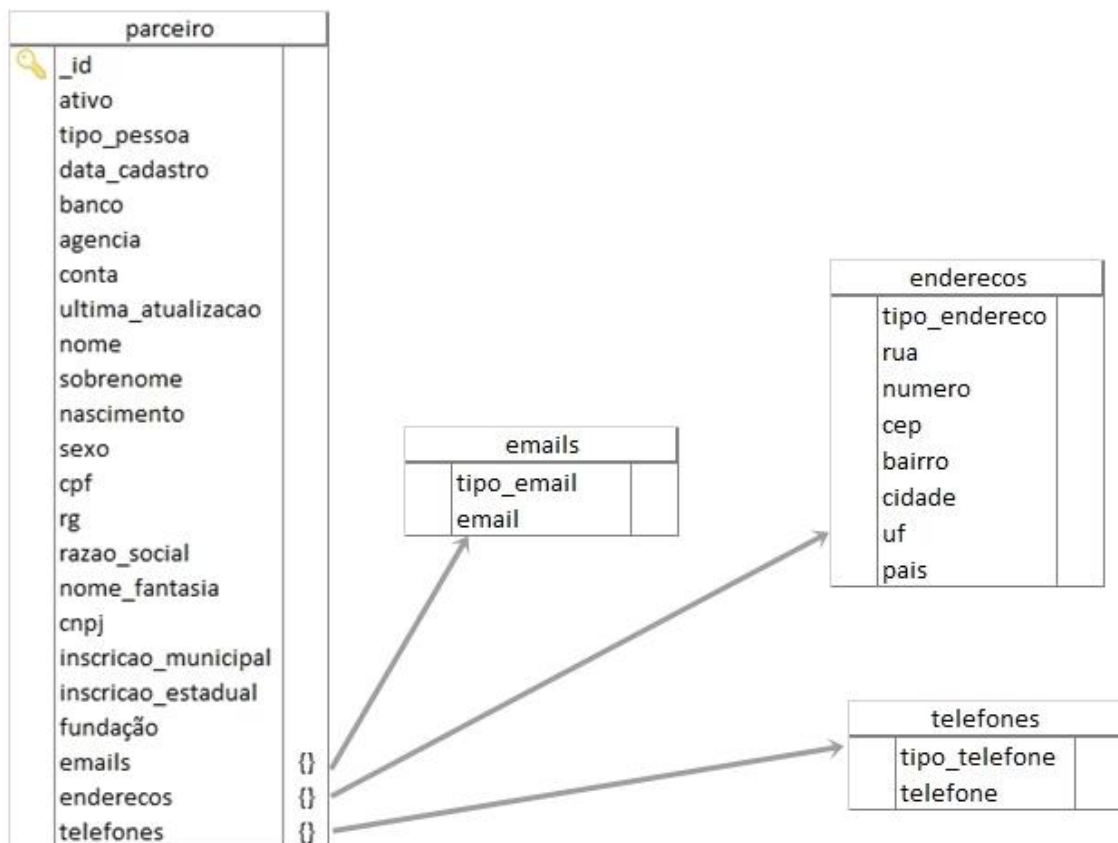 parceiro
_id
ativo
tipo_pessoa
data_cadastro
banco
agencia
conta
ultima_atualizacao
nome
sobrenome
nascimento
sexo
cpf
rg
razao_social
nome_fantasia
cnpj
inscricao_municipal
inscricao_estadual
fundação
emails {}
enderecos {}
telefones {}
emails
tipo_email
email
enderecos
tipo_endereco
rua
numero
cep
bairro
cidade
uf
pais
telefones
tipo_telefone
telefone